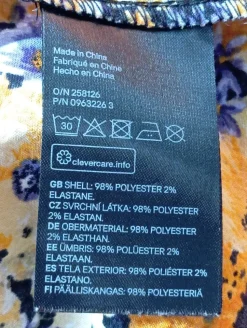 Made in China
Fabriqué en Chine
Hecho en China
O/N 258126
P/N 0963226 3
30
clevercare.info
GB SHELL: 98% POLYESTER 2%
ELASTANE.
CZ SVRCHNÍ LÁTKA: 98% POLYESTER
2% ELASTAN.
DE OBERMATERIAL: 98% POLYESTER
2% ELASTHAN.
EE ÜMBRIS: 98% POLÜESTER 2%
ELASTAAN.
ES TELA EXTERIOR: 98% POLIÉSTER 2%
ELASTANO.
FI PÄÄLLISKANGAS: 98% POLYESTERIÄ